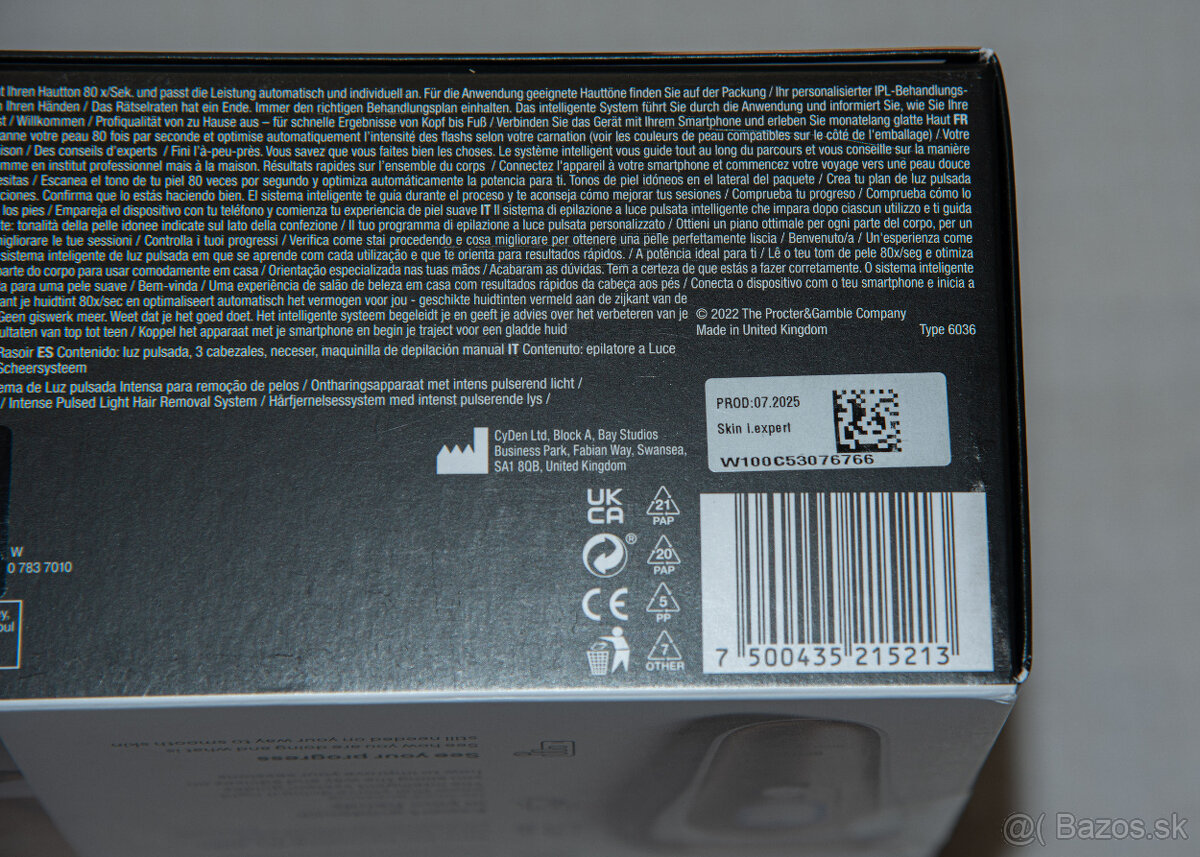 t Ihren Hautton 80 x/Sek. und passt die Leistung automatisch und individuell an. Für die Anwendung geeignete Hauttöne finden Sie auf der Packung / Ihr personalisierter IPL-Behandlungs-
n Ihren Händen / Das Rätselraten hat ein Ende. Immer den richtigen Behandlungsplan einhalten. Das intelligente System führt Sie durch die Anwendung und informiert Sie, wie Sie Ihre
st / Willkommen / Profiqualität von zu Hause aus – für schnelle Ergebnisse von Kopf bis Fuß / Verbinden Sie das Gerät mit Ihrem Smartphone und erleben Sie monatelang glatte Haut FR
anne votre peau 80 fois par seconde et optimise automatiquement l'intensité des flashs selon votre carnation (voir les couleurs de peau compatibles sur le côté de l'emballage) / Votre
ison / Des conseils d'experts / Fini l'à-peu-près. Vous savez que vous faites bien les choses. Le système intelligent vous guide tout au long du parcours et vous conseille sur la manière
mme en institut professionnel mais à la maison. Résultats rapides sur l'ensemble du corps / Connectez l'appareil à votre smartphone et commencez votre voyage vers une peau douce
esitas / Escanea el tono de tu piel 80 veces por segundo y optimiza automáticamente la potencia para ti. Tonos de piel idóneos en el lateral del paquete / Crea tu plan de luz pulsada
ciones. Confirma que lo estás haciendo bien. El sistema inteligente te guía durante el proceso y te aconseja cómo mejorar tus sesiones / Comprueba tu progreso / Comprueba cómo lo
los pies / Empareja el dispositivo con tu teléfono y comienza tu experiencia de piel suave IT Il sistema di epilazione a luce pulsata intelligente che impara dopo ciascun utilizzo e ti guida
te: tonalità della pelle idonee indicate sul lato della confezione / Il tuo programma di epilazione a luce pulsata personalizzato / Ottieni un piano ottimale per ogni parte del corpo, per un
migliorare le tue sessioni / Controlla i tuoi progressi / Verifica come stai procedendo e cosa migliorare per ottenere una pelle perfettamente liscia / Benvenuto/a / Un'esperienza come
sistema inteligente de luz pulsada em que se aprende com cada utilização e que te orienta para resultados rápidos. / A potência ideal para ti / Lê o teu tom de pele 80x/seg e otimiza
parte do corpo para usar comodamente em casa / Orientação especializada nas tuas mãos / Acabaram as dúvidas. Tem a certeza de que estás a fazer corretamente. O sistema inteligente
a para uma pele suave / Bem-vinda / Uma experiência de salão de beleza em casa com resultados rápidos da cabeça aos pés / Conecta o dispositivo com o teu smartphone e inicia a
ant je huidtint 80x/sec en optimaliseert automatisch het vermogen voor jou - geschikte huidtinten vermeld aan de zijkant van de
Geen giswerk meer. Weet dat je het goed doet. Het intelligente systeem begeleidt je en geeft je advies over het verbeteren van je
ultaten van top tot teen / Koppel het apparaat met je smartphone en begin je traject voor een gladde huid
© 2022 The Procter&Gamble Company
Made in United Kingdom Type 6036
Rasoir ES Contenido: luz pulsada, 3 cabezales, neceser, maquinilla de depilación manual IT Contenuto: epilatore a Luce
Scheersysteem
ema de Luz pulsada Intensa para remoção de pelos / Ontharingsapparaat met intens pulserend licht /
/ Intense Pulsed Light Hair Removal System / Hårfjernelsessystem med intenst pulserende lys /
PROD:07.2025
Skin i.expert
W100C53076766
CyDen Ltd, Block A, Bay Studios
Business Park, Fabian Way, Swansea,
SA1 8QB, United Kingdom
UK
CA
21
PAP
20
PAP
®
CE
5
PP
7
OTHER
W
0 783 7010
y,
oul
7 500435 215213
still needed on your way to smooth skin
See how you are doing and what is
See your progress
@( Bazos.sk